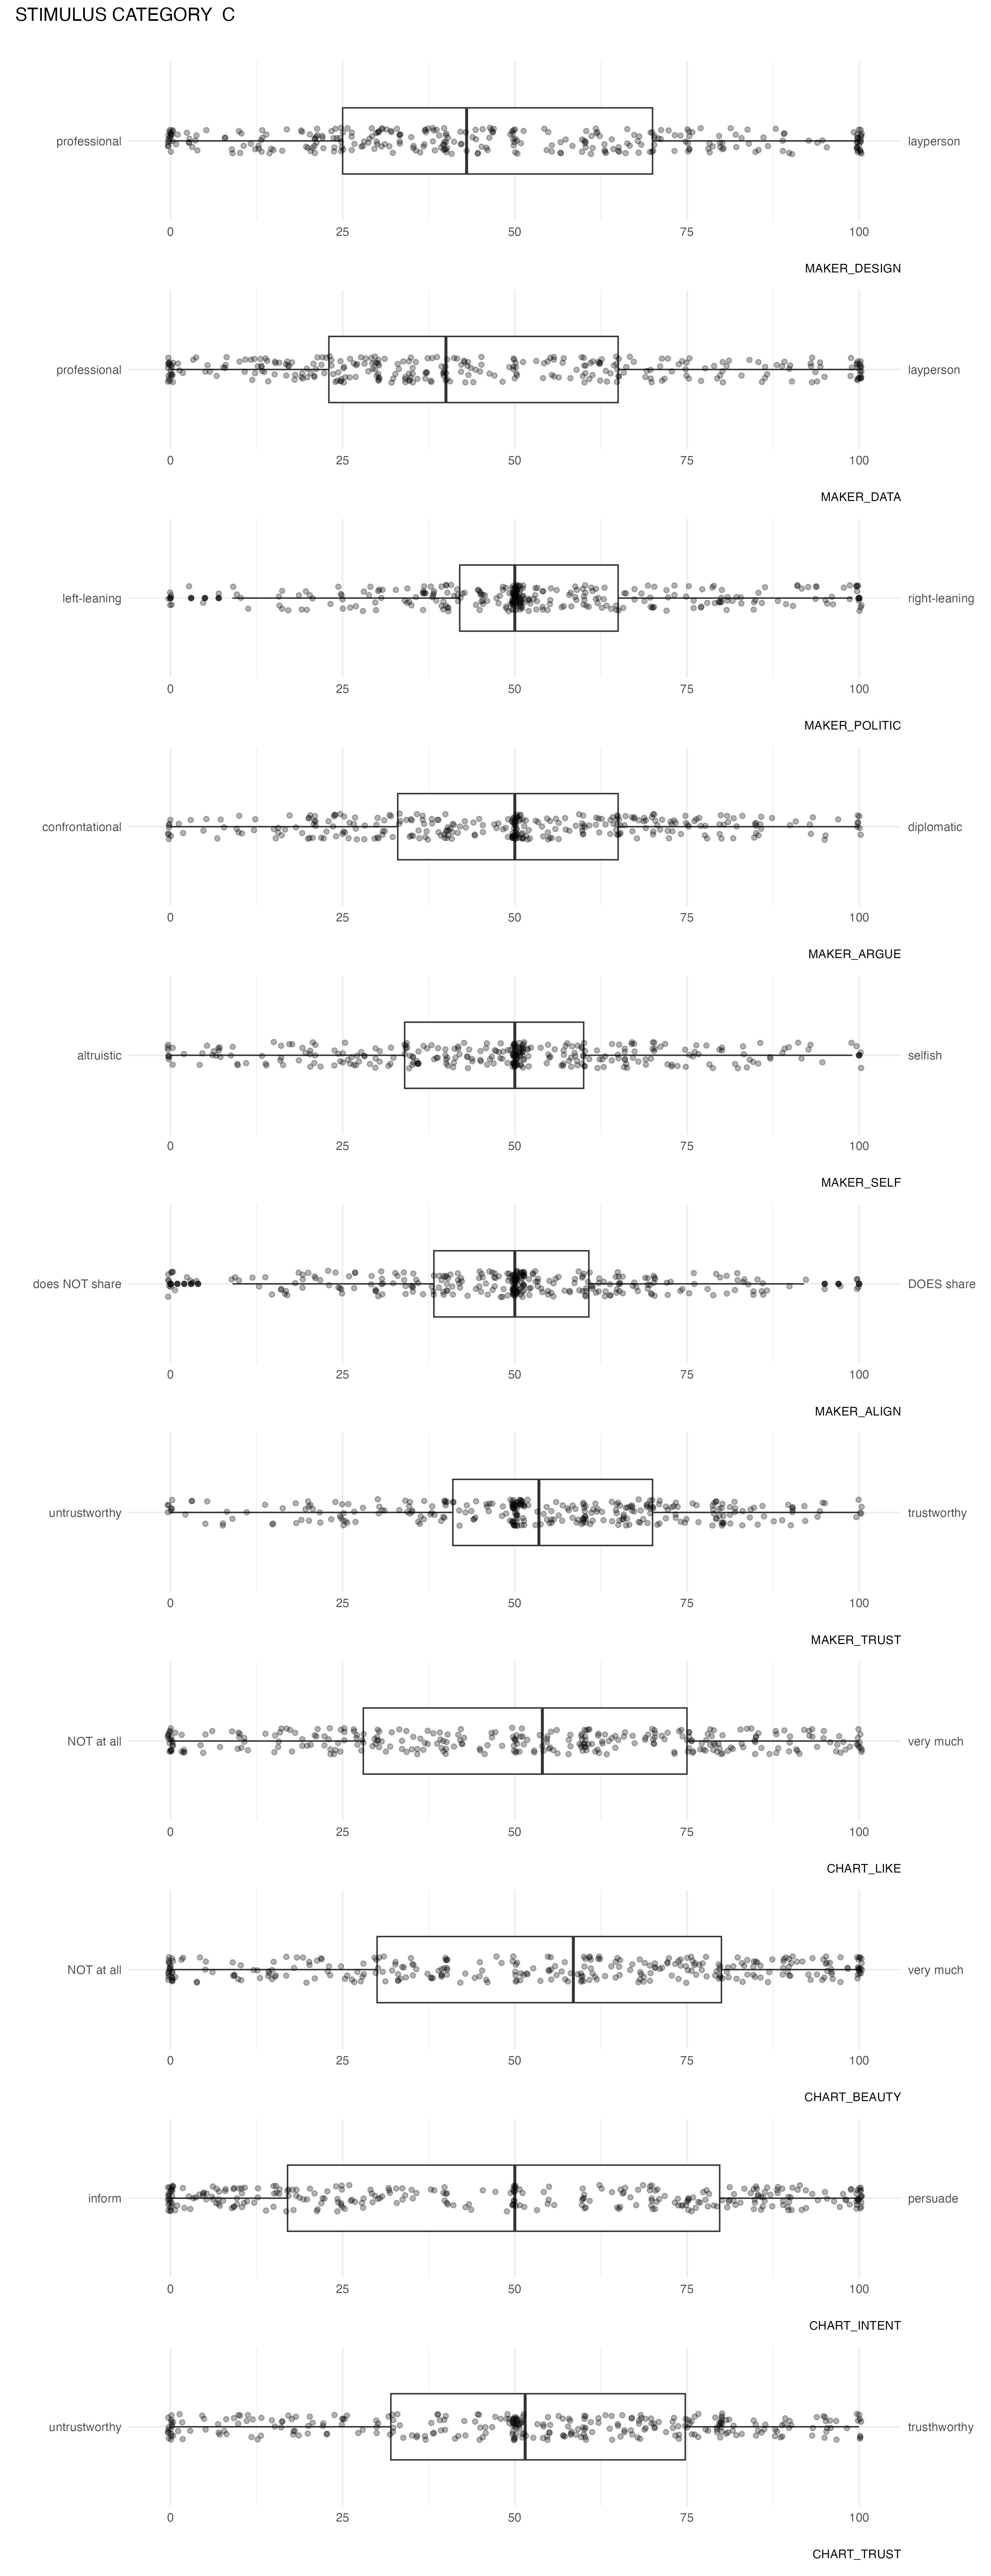 STIMULUS CATEGORY  C
professional layperson
0 25 50 75 100
MAKER_DESIGN
professional layperson
0 25 50 75 100
MAKER_DATA
left-leaning right-leaning
0 25 50 75 100
MAKER_POLITIC
confrontational diplomatic
0 25 50 75 100
MAKER_ARGUE
altruistic selfish
0 25 50 75 100
MAKER_SELF
does NOT share DOES share
0 25 50 75 100
MAKER_ALIGN
untrustworthy trustworthy
0 25 50 75 100
MAKER_TRUST
NOT at all very much
0 25 50 75 100
CHART_LIKE
NOT at all very much
0 25 50 75 100
CHART_BEAUTY
inform persuade
0 25 50 75 100
CHART_INTENT
untrustworthy trusthworthy
0 25 50 75 100
CHART_TRUST